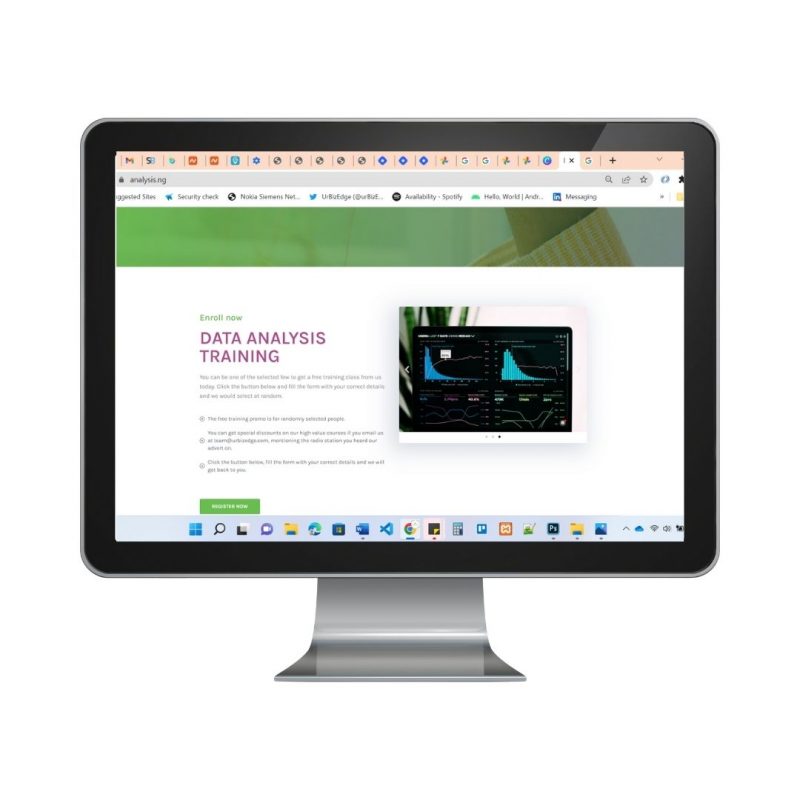 analysis.ng
ggested Sites Security check Nokia Siemens Net... UrBizEdge (@urBizE... Availability - Spotify Hello, World | Andr... Messaging »
Enroll now
DATA ANALYSIS
TRAINING
You can be one of the selected few to get a free training class from us
today. Click the button below and fill the form with your correct details
and we would select at random.
The free training promo is for randomly selected people.
You can get special discounts on our high value courses if you email us
at team@urbizedge.com, mentioning the radio station you heard our
advert on.
Click the button below, fill the form with your correct details and we will
get back to you.
REGISTER NOW